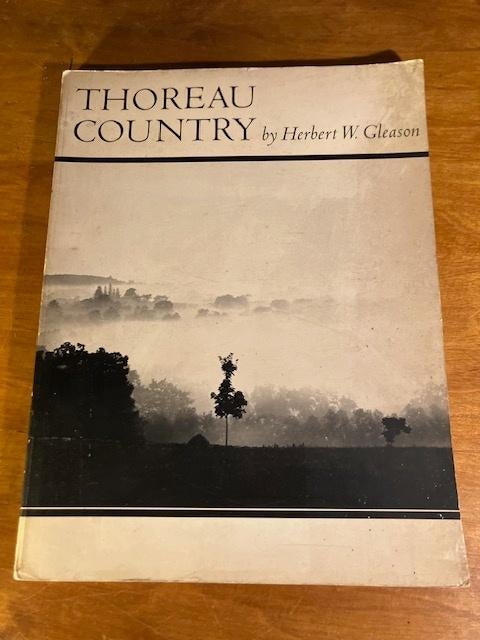 THOREAU
COUNTRY by Herbert W. Gleason